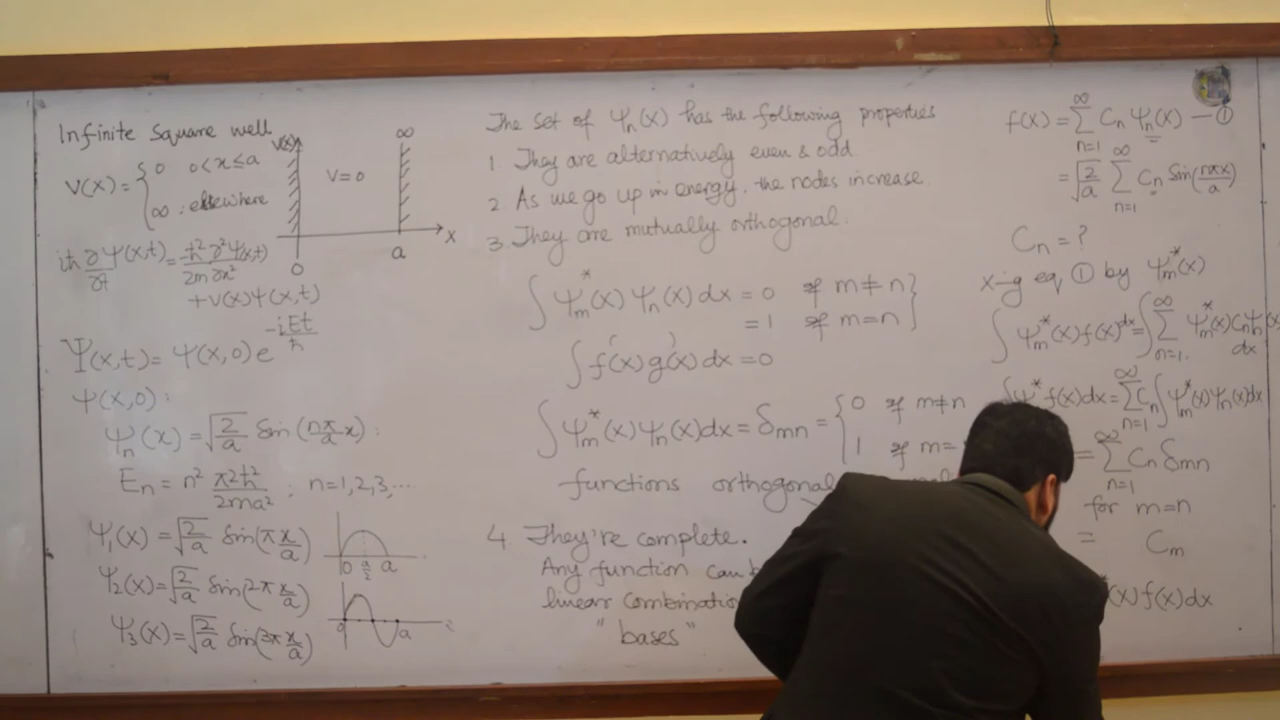 Infinite Square well
V(x) = { 0 0<x≤a
∞ : elsewhere
V(x)
∞
V=0
0
a
x
iħ ∂ψ(x,t)/∂t = -ħ² ∂²ψ(x,t)/2m ∂x²
+ V(x)ψ(x,t)
Ψ(x,t) = ψ(x,0) e^(-iEt/ħ)
ψ(x,0):
ψn(x) = √(2/a) Sin(nπ/a x) :
En = n² π²ħ²/2ma² ; n=1,2,3,...
ψ1(x) = √(2/a) Sin(π x/a)
0 a/2 a
ψ2(x) = √(2/a) Sin(2π x/a)
0 a
ψ3(x) = √(2/a) Sin(3π x/a)
The set of ψn(x) has the following properties
1. They are alternatively even & odd.
2. As we go up in energy, the nodes increase.
3. They are mutually orthogonal.
∫ ψm*(x) ψn(x) dx = 0 if m≠n }
= 1 if m=n
∫ f(x) g(x) dx = 0
∫ ψm*(x) ψn(x) dx = δmn = { 0 if m≠n
1 if m=
functions orthogonal
4. They're complete.
Any function can
linear combinatio
"bases"
f(x) = ∑_(n=1)^∞ Cn ψn(x) — ①
= √(2/a) ∑_(n=1)^∞ Cn Sin(nπx/a)
Cn = ?
x-g eq ① by ψm*(x)
∫ ψm*(x) f(x) dx = ∫ ∑_(n=1)^∞ ψm*(x) Cn ψn(x) dx
∫ ψ* f(x) dx = ∑_(n=1)^∞ Cn ∫ ψm*(x) ψn(x) dx
= ∑_(n=1)^∞ Cn δmn
for m=n
= Cm
*(x) f(x) dx